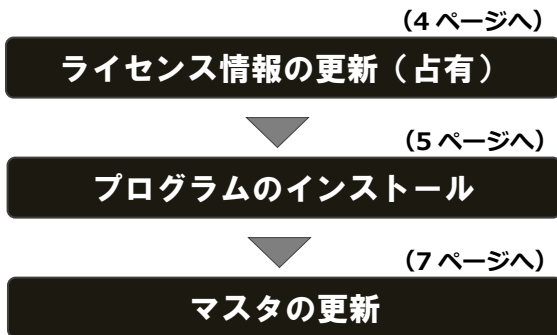 （4 ページへ）
ライセンス情報の更新（占有）
（5 ページへ）
プログラムのインストール
（7 ページへ）
マスタの更新